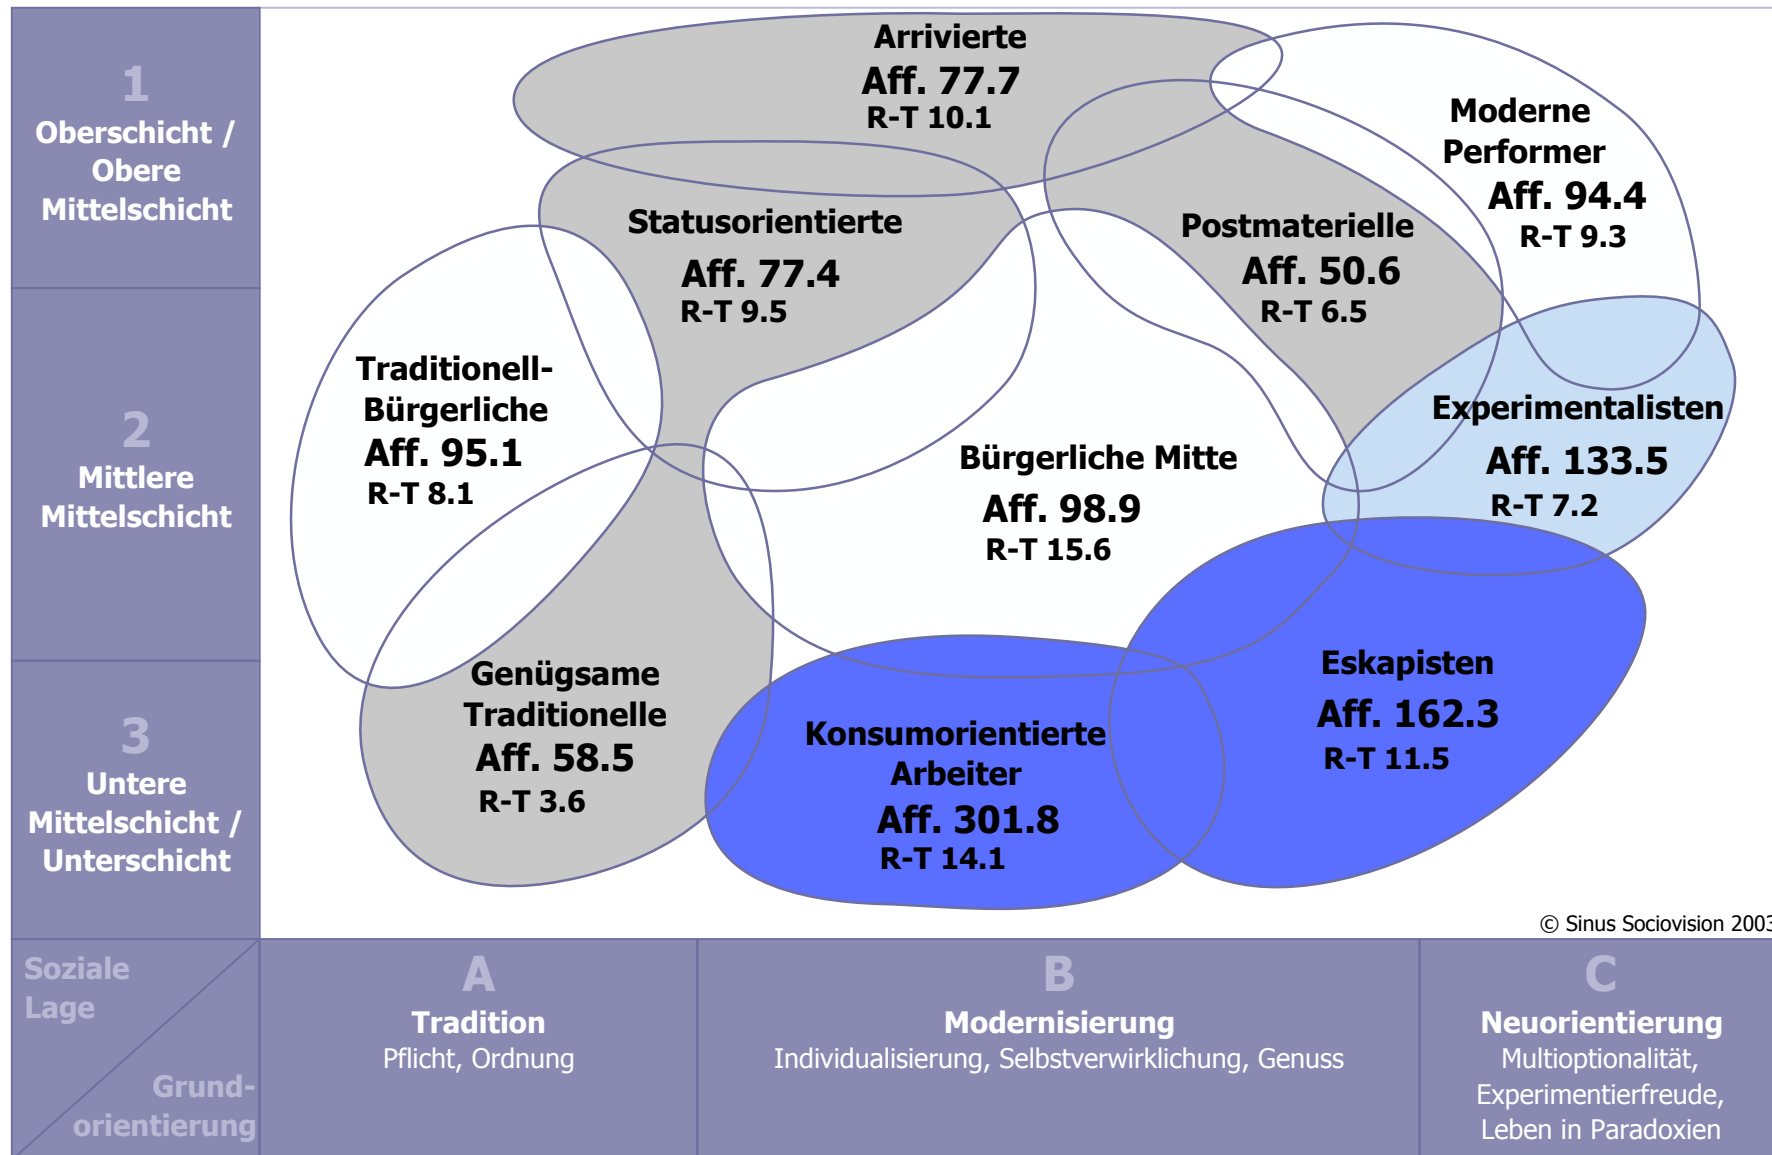 1
Oberschicht /
Obere
Mittelschicht
2
Mittlere
Mittelschicht
3
Untere
Mittelschicht /
Unterschicht
Arrivierte
Aff. 77.7
R-T 10.1
Moderne
Performer
Aff. 94.4
R-T 9.3
Statusorientierte
Aff. 77.4
R-T 9.5
Postmaterielle
Aff. 50.6
R-T 6.5
Traditionell-
Bürgerliche
Aff. 95.1
R-T 8.1
Bürgerliche Mitte
Aff. 98.9
R-T 15.6
Experimentalisten
Aff. 133.5
R-T 7.2
Genügsame
Traditionelle
Aff. 58.5
R-T 3.6
Konsumorientierte
Arbeiter
Aff. 301.8
R-T 14.1
Eskapisten
Aff. 162.3
R-T 11.5
© Sinus Sociovision 2003
Soziale
Lage
Grund-
orientierung
A
Tradition
Pflicht, Ordnung
B
Modernisierung
Individualisierung, Selbstverwirklichung, Genuss
C
Neuorientierung
Multioptionalität,
Experimentierfreude,
Leben in Paradoxien